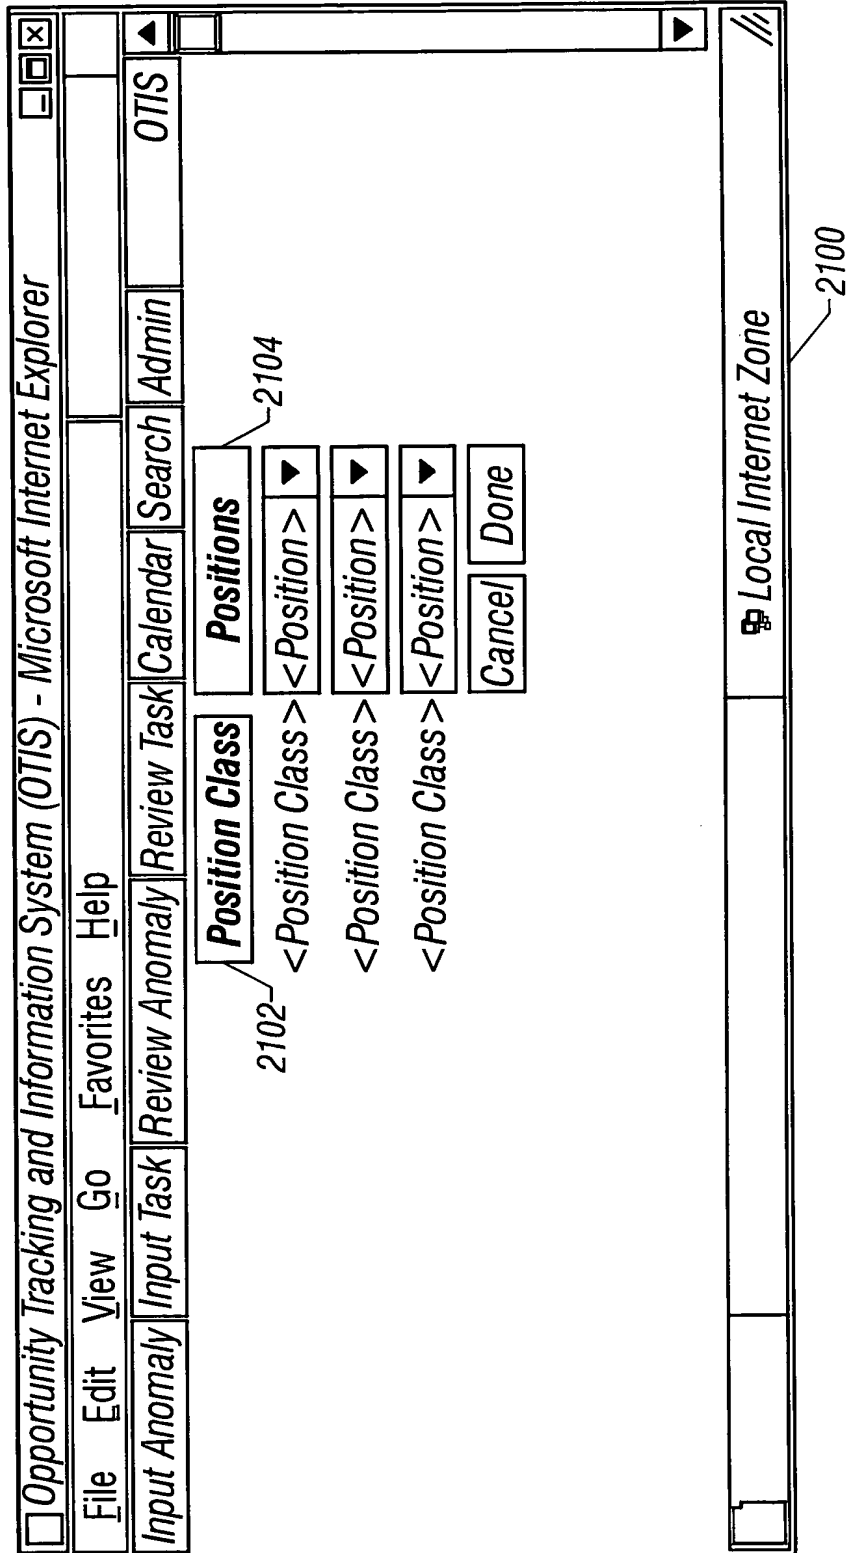 Opportunity Tracking and Information System (OTIS) - Microsoft Internet Explorer
File Edit View Go Favorites Help
Input Anomaly Input Task Review Anomaly Review Task Calendar Search Admin OTIS
Position Class Positions
2102 2104
<Position Class> <Position>
<Position Class> <Position>
<Position Class> <Position>
Cancel Done
Local Internet Zone
2100